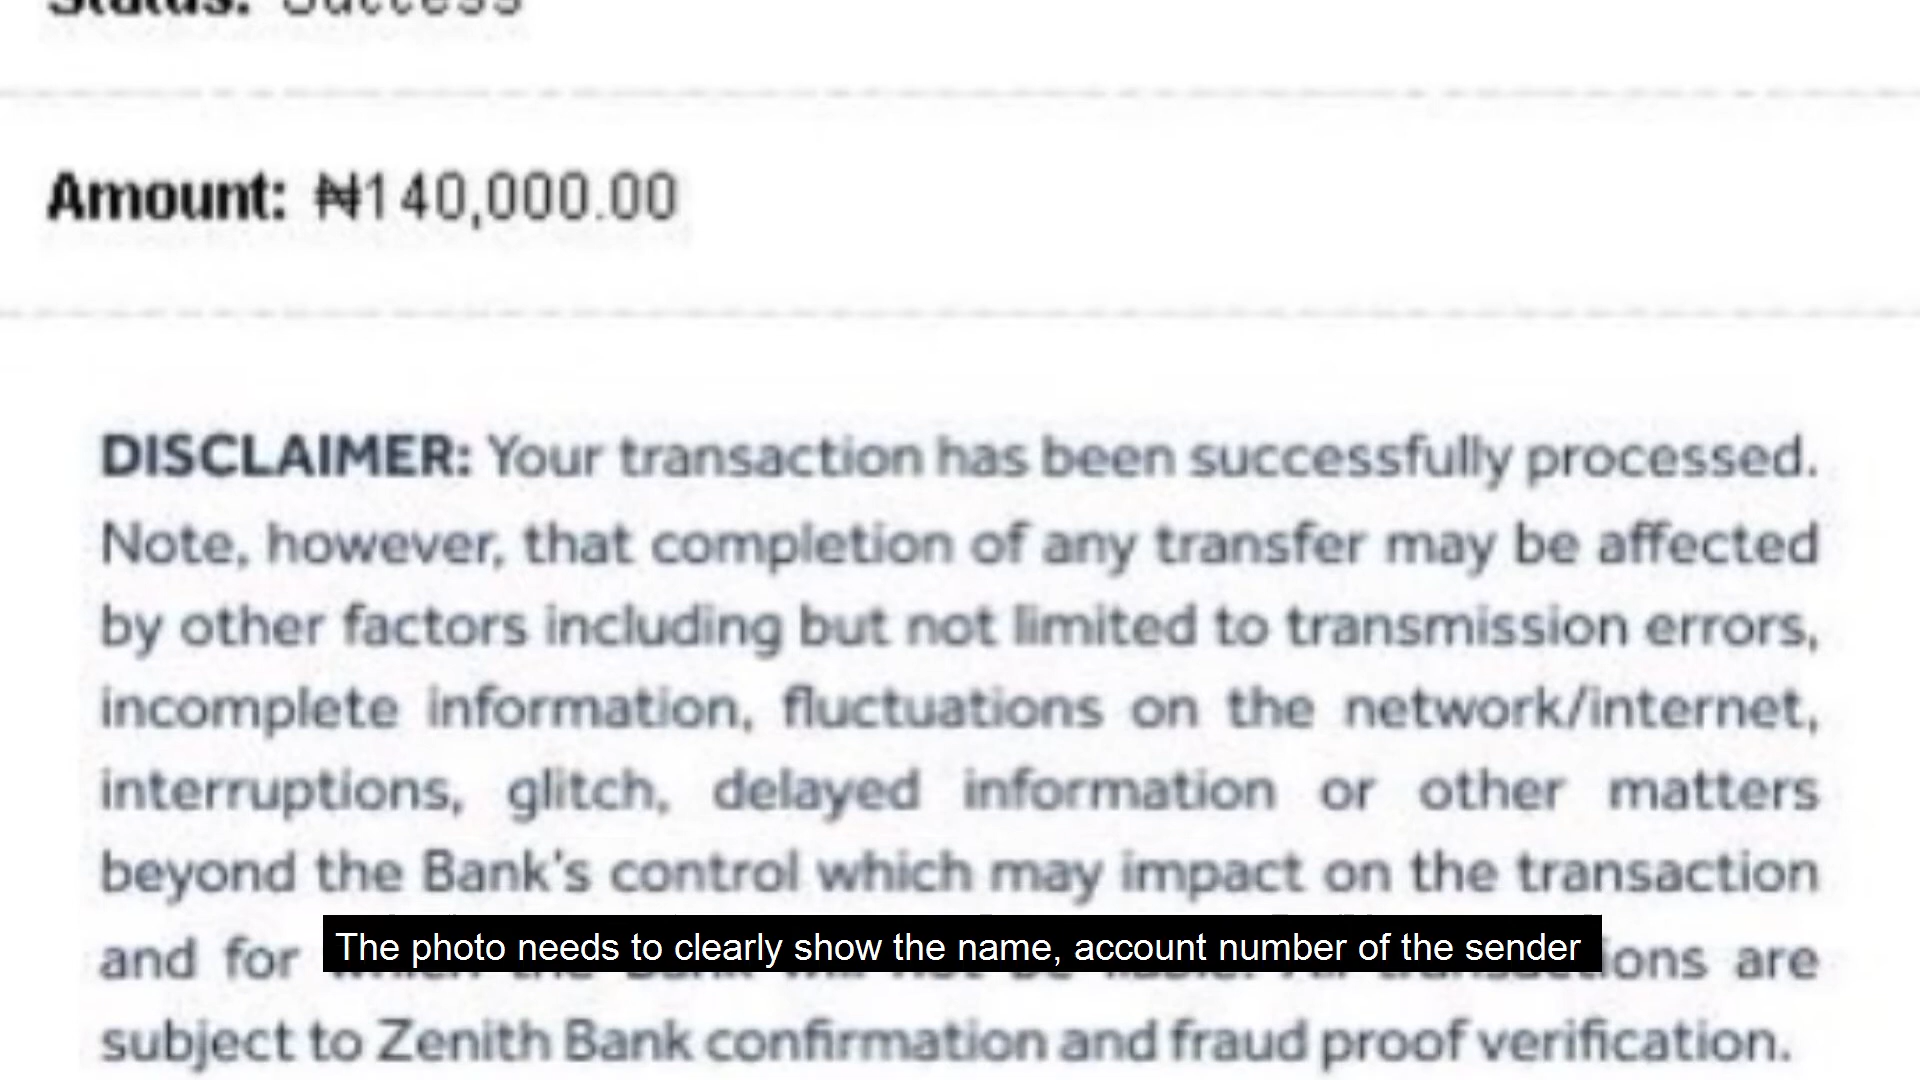 Status: Success
Amount: ₦140,000.00
DISCLAIMER: Your transaction has been successfully processed.
Note, however, that completion of any transfer may be affected
by other factors including but not limited to transmission errors,
incomplete information, fluctuations on the network/internet,
interruptions, glitch, delayed information or other matters
beyond the Bank's control which may impact on the transaction
and for are
The photo needs to clearly show the name, account number of the sender
subject to Zenith Bank confirmation and fraud proof verification.